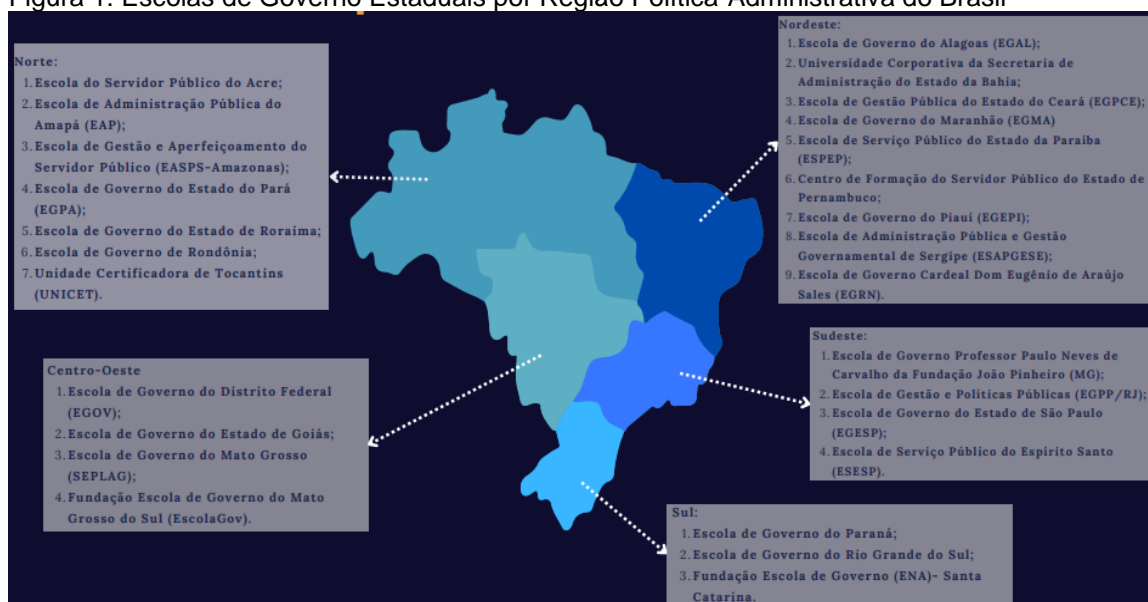 Figura 1: Escolas de Governo Estaduais por Região Política-Administrativa do Brasil
Norte:
1. Escola do Servidor Público do Acre;
2. Escola de Administração Pública do
Amapá (EAP);
3. Escola de Gestão e Aperfeiçoamento do
Servidor Público (EASPS-Amazonas);
4. Escola de Governo do Estado do Pará
(EGPA);
5. Escola de Governo do Estado de Roraima;
6. Escola de Governo de Rondônia;
7. Unidade Certificadora de Tocantins
(UNICET).
Nordeste:
1. Escola de Governo do Alagoas (EGAL);
2. Universidade Corporativa da Secretaria de
Administração do Estado da Bahia;
3. Escola de Gestão Pública do Estado do Ceará (EGPCE);
4. Escola de Governo do Maranhão (EGMA)
5. Escola de Serviço Público do Estado da Paraíba
(ESPEP);
6. Centro de Formação do Servidor Público do Estado de
Pernambuco;
7. Escola de Governo do Piaui (EGEPI);
8. Escola de Administração Pública e Gestão
Governamental de Sergipe (ESAPGESE);
9. Escola de Governo Cardeal Dom Eugênio de Araújo
Sales (EGRN).
Centro-Oeste
1. Escola de Governo do Distrito Federal
(EGOV);
2. Escola de Governo do Estado de Goiás;
3. Escola de Governo do Mato Grosso
(SEPLAG);
4. Fundação Escola de Governo do Mato
Grosso do Sul (EscolaGov).
Sudeste:
1. Escola de Governo Professor Paulo Neves de
Carvalho da Fundação João Pinheiro (MG);
2. Escola de Gestão e Políticas Públicas (EGPP/RJ);
3. Escola de Governo do Estado de São Paulo
(EGESP);
4. Escola de Serviço Público do Espírito Santo
(ESESP).
Sul:
1. Escola de Governo do Paraná;
2. Escola de Governo do Rio Grande do Sul;
3. Fundação Escola de Governo (ENA)- Santa
Catarina.